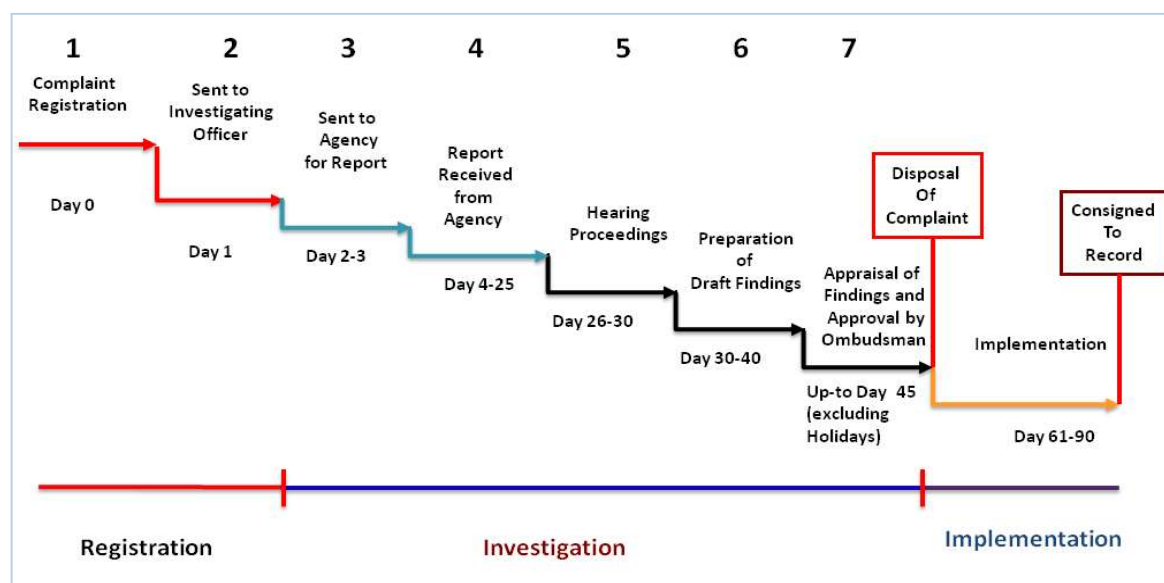 1
2
3
4
5
6
7
Complaint
Registration
Sent to
Investigating
Officer
Sent to
Agency
for Report
Report
Received
from
Agency
Hearing
Proceedings
Preparation
of
Draft Findings
Appraisal of
Findings and
Approval by
Ombudsman
Disposal
Of
Complaint
Implementation
Consigned
To
Record
Day 0
Day 1
Day 2-3
Day 4-25
Day 26-30
Day 30-40
Up-to Day 45
(excluding
Holidays)
Day 61-90
Registration
Investigation
Implementation